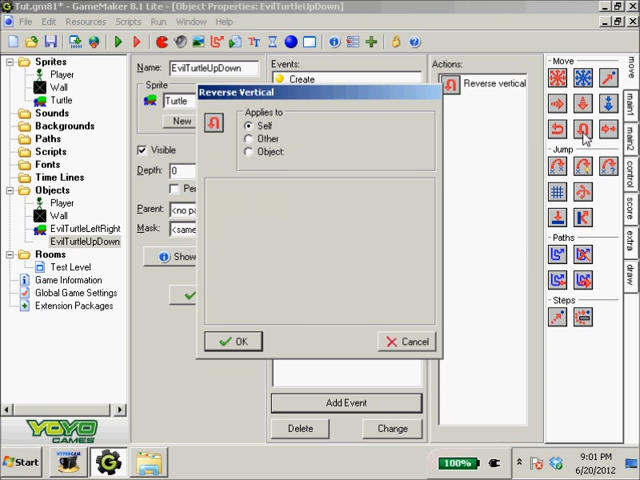 Tut.gm81* - GameMaker 8.1 Lite - [Object Properties: EvilTurtleUpDown]
File Edit Resources Scripts Run Window Help
Sprites
Player
Wall
Turtle
Sounds
Backgrounds
Paths
Scripts
Fonts
Time Lines
Objects
Player
Wall
EvilTurtleLeftRight
EvilTurtleUpDown
Rooms
Test Level
Game Information
Global Game Settings
Extension Packages
YOYO
GAMES
Name: EvilTurtleUpDown
Sprite
Turtle
New
Visible
Depth: 0
Parent: <no pa
Mask: <same
Show
Events:
Create
Actions:
Reverse vertical
Reverse Vertical
Applies to
Self
Other
Object:
OK
Cancel
Add Event
Delete
Change
Move
Jump
Paths
Steps
move
main1
main2
control
score
extra
draw
Start
HYPERCAM
100%
9:01 PM
6/20/2012